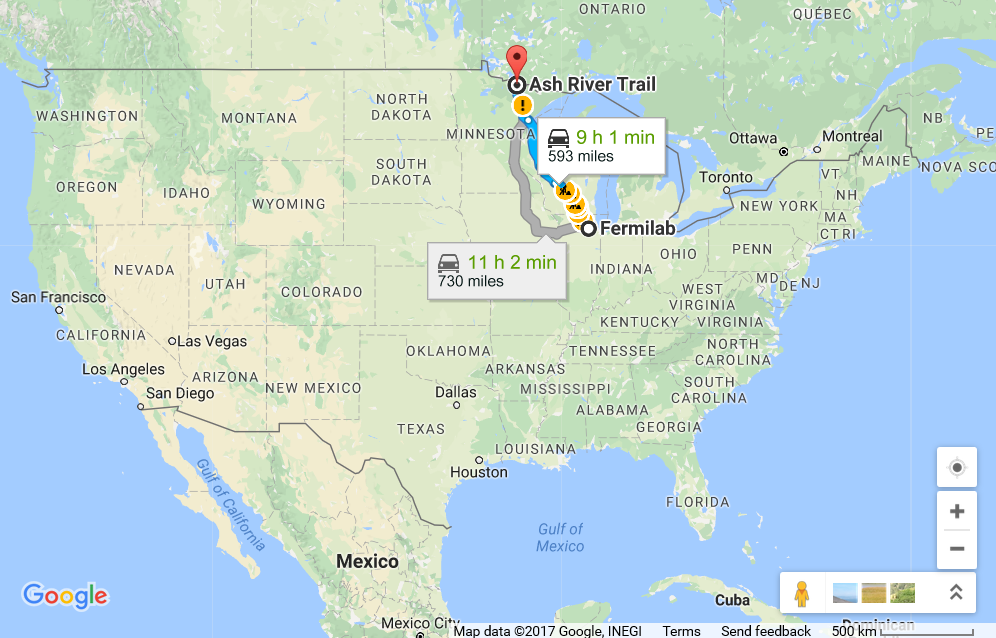 ONTARIO
QUÉBEC
Ash River Trail
WASHINGTON
MONTANA
NORTH
DAKOTA
MINNESOTA
9 h 1 min
593 miles
Ottawa
Montreal
NB
PE
MAINE
NOVA SCO
OREGON
IDAHO
WYOMING
SOUTH
DAKOTA
Toronto
VT
NH
NEW YORK
MA
CT
RI
Fermilab
11 h 2 min
730 miles
NEVADA
UTAH
COLORADO
INDIANA
OHIO
PENN
MD
DE
NJ
WEST
VIRGINIA
San Francisco
CALIFORNIA
Las Vegas
KENTUCKY
VIRGINIA
Los Angeles
ARIZONA
NEW MEXICO
OKLAHOMA
TENNESSEE
NORTH
CAROLINA
ARKANSAS
San Diego
Dallas
MISSISSIPPI
SOUTH
CAROLINA
ALABAMA
GEORGIA
TEXAS
LOUISIANA
Houston
Gulf of California
FLORIDA
Gulf of
Mexico
Mexico
Google
Cuba
Mexico City
Dominican
Map data ©2017 Google, INEGI Terms Send feedback 500 km